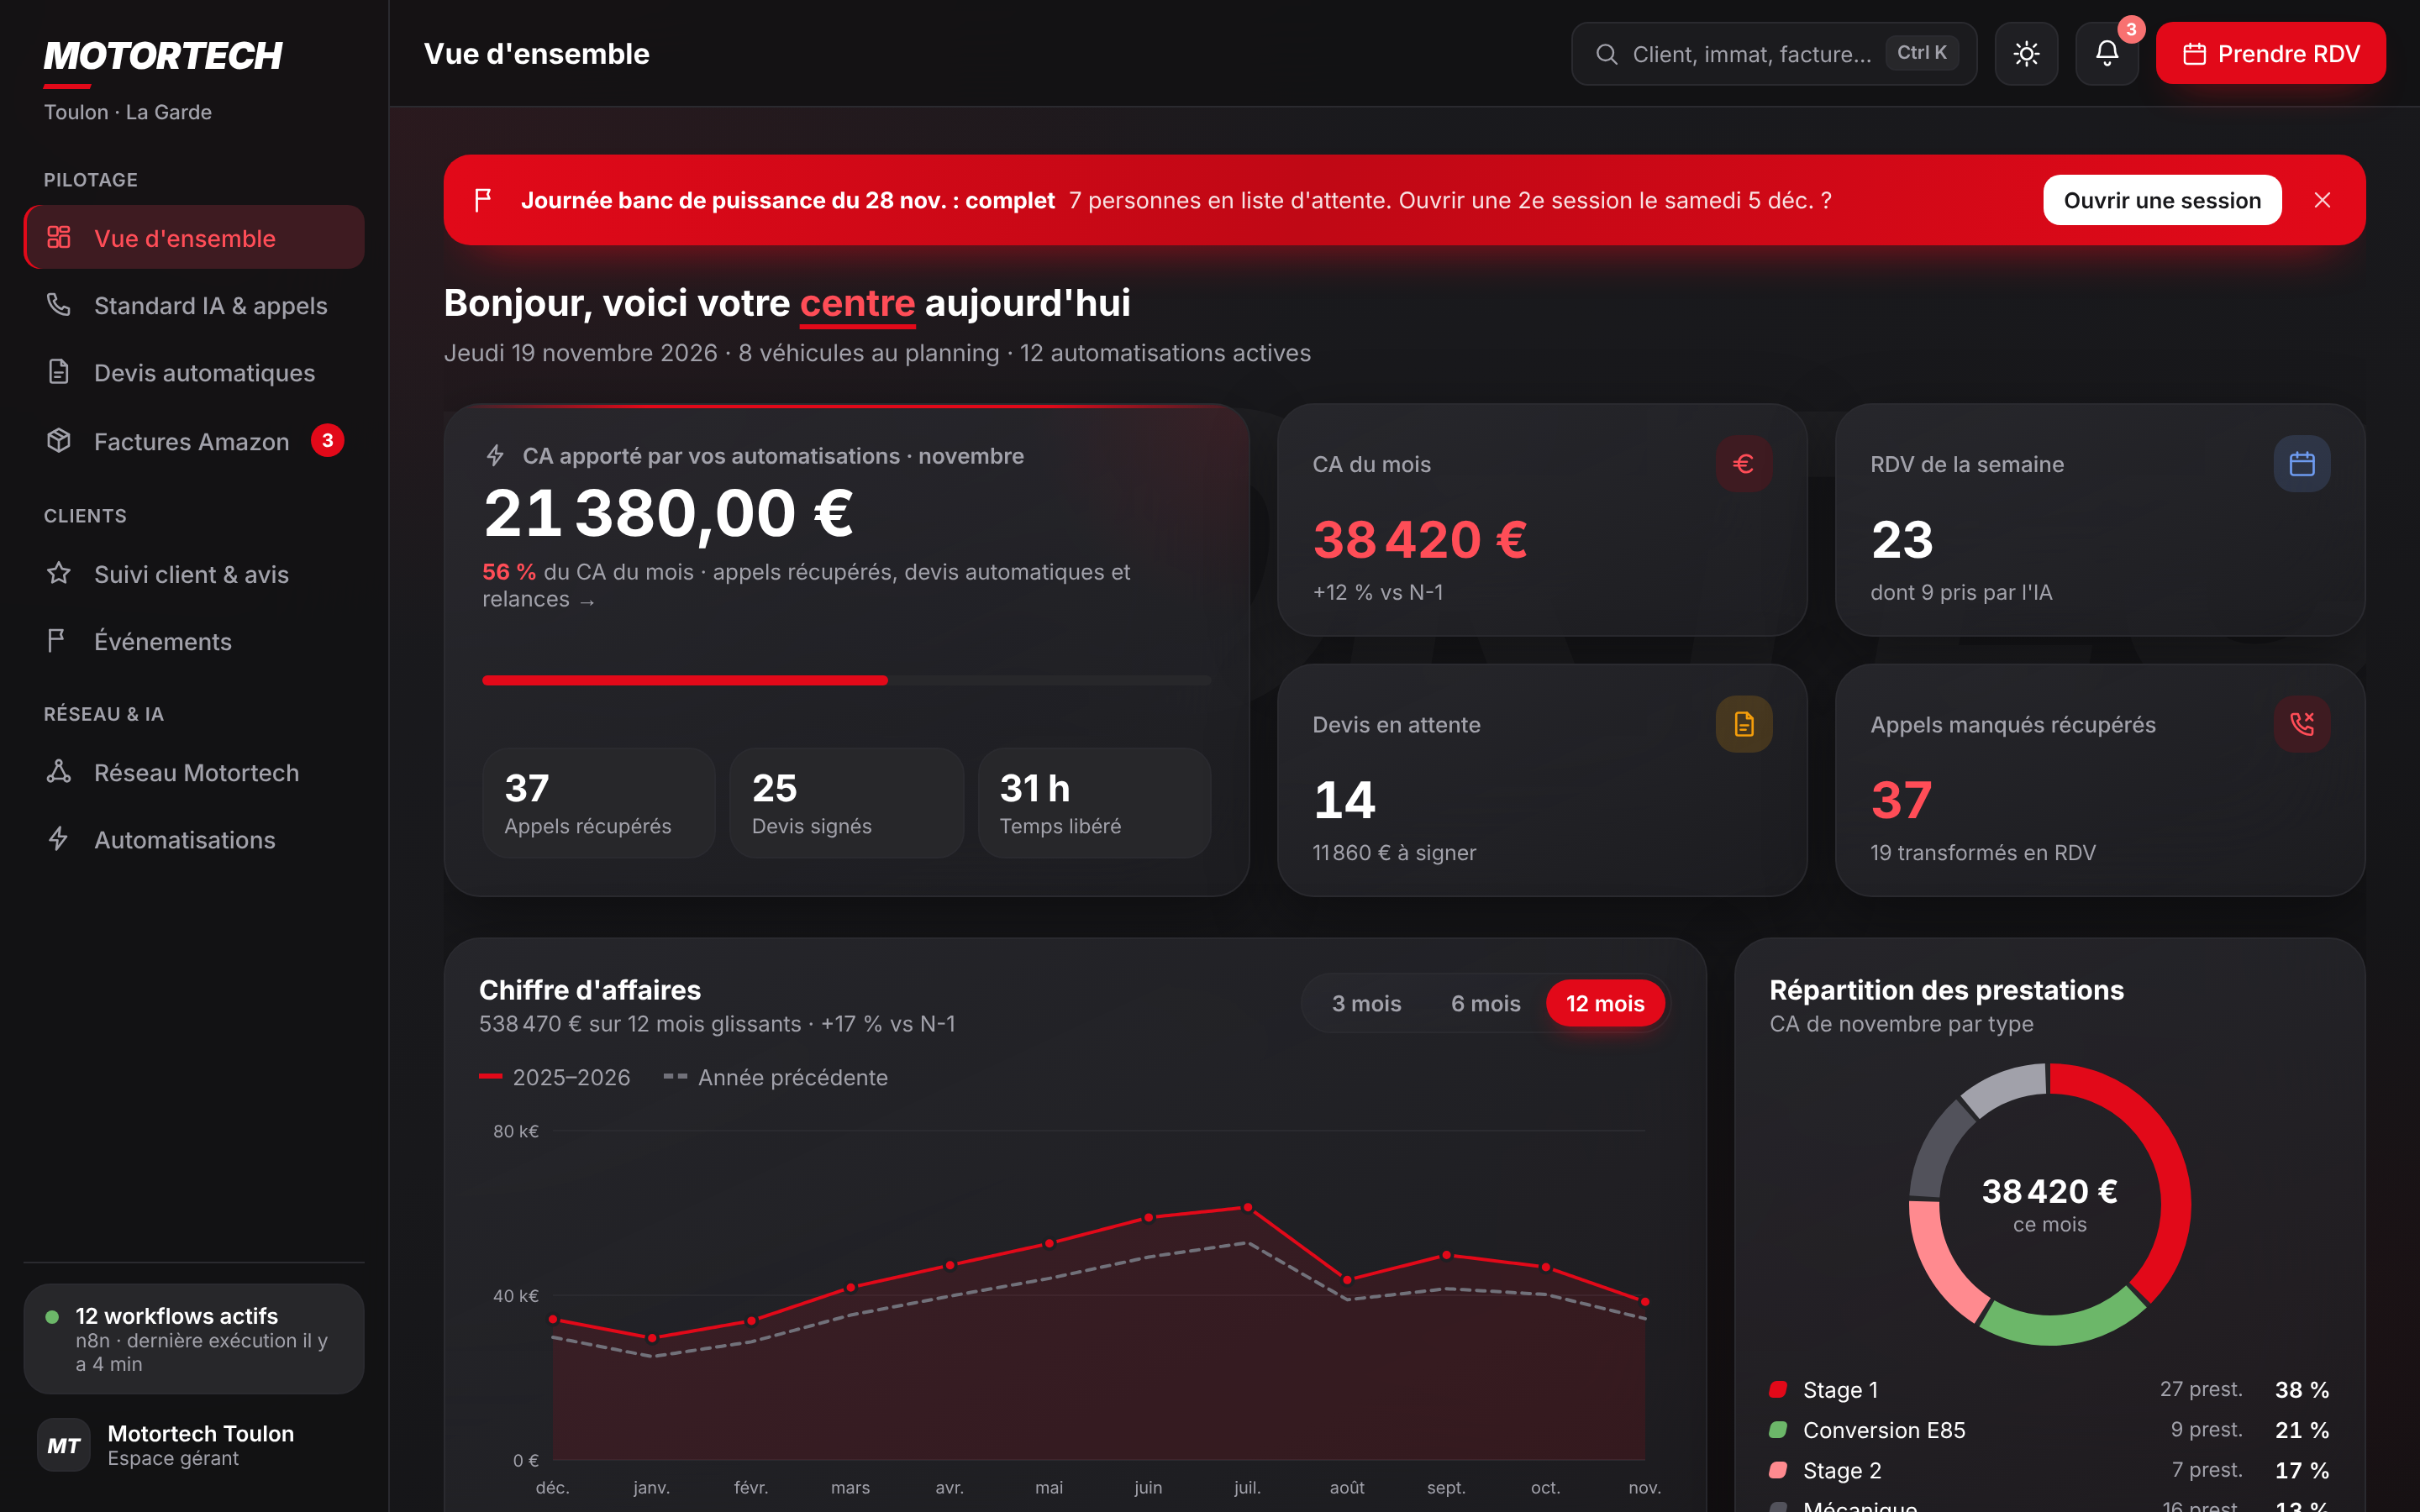 MOTORTECH
Toulon · La Garde
PILOTAGE
Vue d'ensemble
Standard IA & appels
Devis automatiques
Factures Amazon 3
CLIENTS
Suivi client & avis
Événements
RÉSEAU & IA
Réseau Motortech
Automatisations
12 workflows actifs
n8n · dernière exécution il y
a 4 min
MT
Motortech Toulon
Espace gérant
Vue d'ensemble
Client, immat, facture... Ctrl K
3
Prendre RDV
Journée banc de puissance du 28 nov. : complet 7 personnes en liste d'attente. Ouvrir une 2e session le samedi 5 déc. ?
Ouvrir une session
Bonjour, voici votre centre aujourd'hui
Jeudi 19 novembre 2026 · 8 véhicules au planning · 12 automatisations actives
CA apporté par vos automatisations · novembre
21 380,00 €
56 % du CA du mois · appels récupérés, devis automatiques et
relances →
37
Appels récupérés
25
Devis signés
31 h
Temps libéré
CA du mois
€
38 420 €
+12 % vs N-1
RDV de la semaine
23
dont 9 pris par l'IA
Devis en attente
14
11 860 € à signer
Appels manqués récupérés
37
19 transformés en RDV
Chiffre d'affaires
538 470 € sur 12 mois glissants · +17 % vs N-1
3 mois 6 mois 12 mois
2025–2026 Année précédente
80 k€
40 k€
0 €
déc. janv. févr. mars avr. mai juin juil. août sept. oct. nov.
Répartition des prestations
CA de novembre par type
38 420 €
ce mois
Stage 1 27 prest. 38 %
Conversion E85 9 prest. 21 %
Stage 2 7 prest. 17 %
Mécanique 16 prest. 13 %